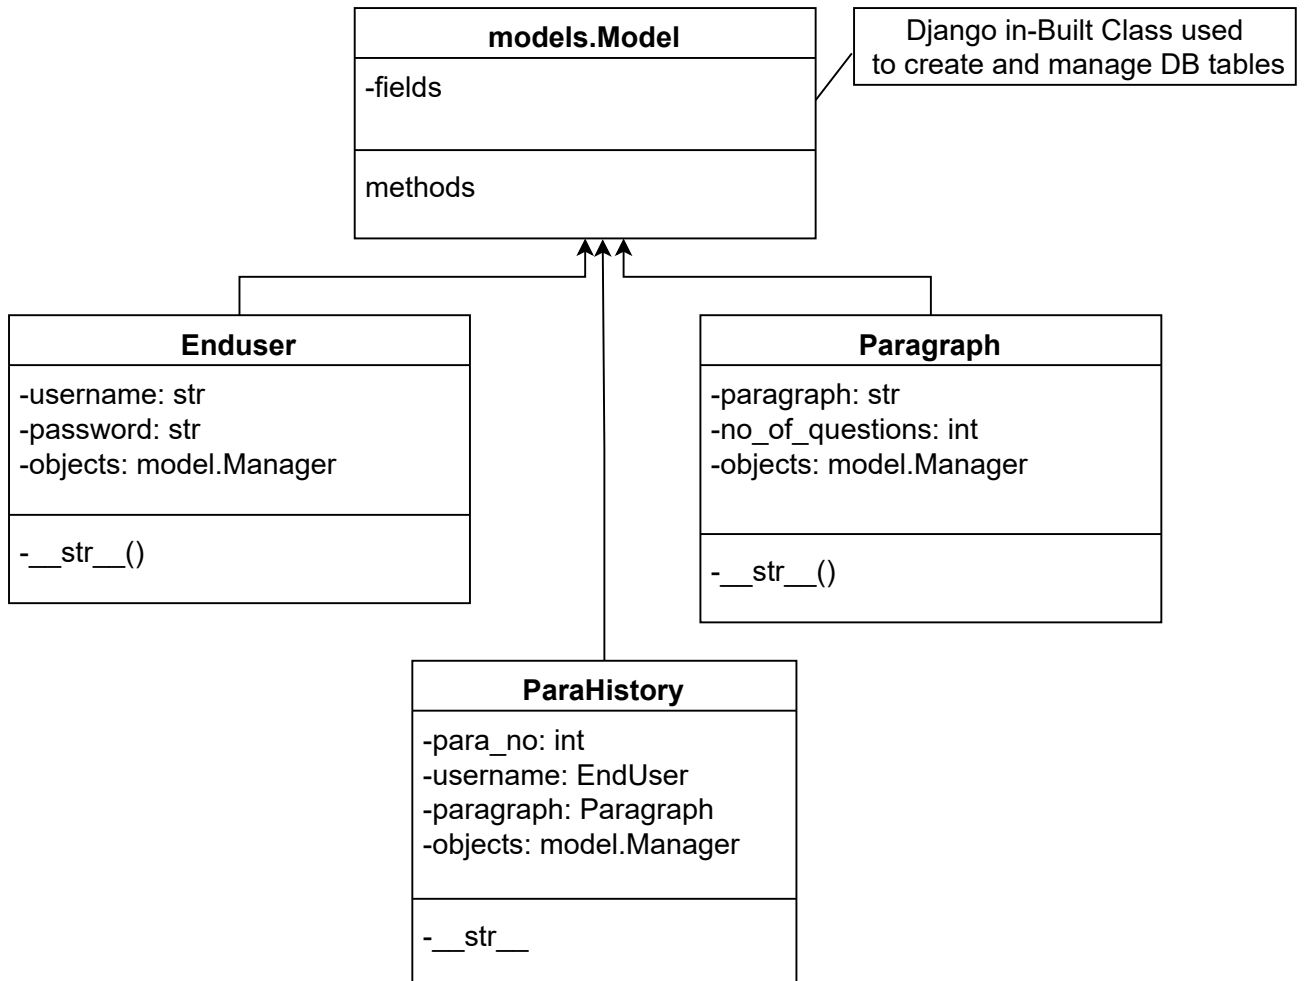 models.Model
-fields
methods
Django in-Built Class used
to create and manage DB tables
Enduser
-username: str
-password: str
-objects: model.Manager
-__str__()
Paragraph
-paragraph: str
-no_of_questions: int
-objects: model.Manager
-__str__()
ParaHistory
-para_no: int
-username: EndUser
-paragraph: Paragraph
-objects: model.Manager
-__str__